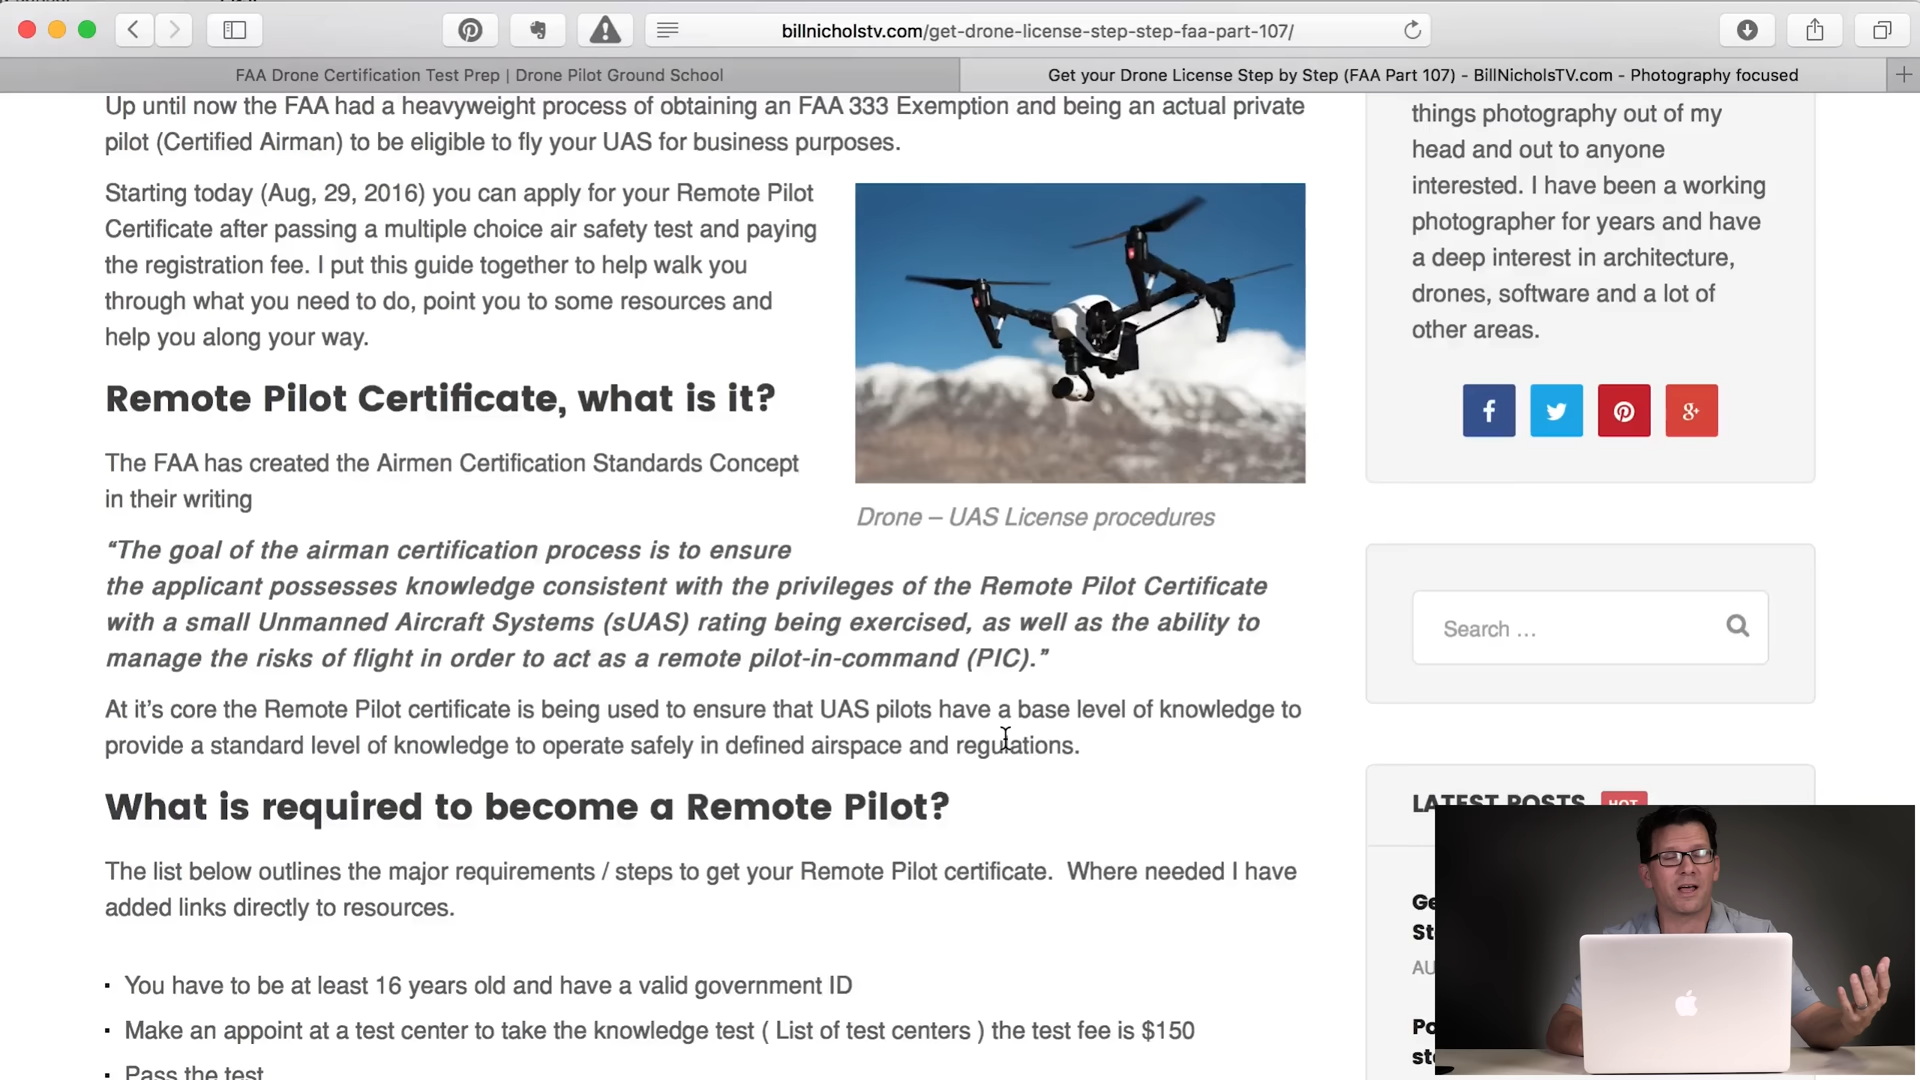 billnicholstv.com/get-drone-license-step-step-faa-part-107/
FAA Drone Certification Test Prep | Drone Pilot Ground School
Get your Drone License Step by Step (FAA Part 107) - BillNicholsTV.com - Photography focused
Up until now the FAA had a heavyweight process of obtaining an FAA 333 Exemption and being an actual private
pilot (Certified Airman) to be eligible to fly your UAS for business purposes.
Starting today (Aug, 29, 2016) you can apply for your Remote Pilot
Certificate after passing a multiple choice air safety test and paying
the registration fee. I put this guide together to help walk you
through what you need to do, point you to some resources and
help you along your way.
Remote Pilot Certificate, what is it?
The FAA has created the Airmen Certification Standards Concept
in their writing
Drone – UAS License procedures
“The goal of the airman certification process is to ensure
the applicant possesses knowledge consistent with the privileges of the Remote Pilot Certificate
with a small Unmanned Aircraft Systems (sUAS) rating being exercised, as well as the ability to
manage the risks of flight in order to act as a remote pilot-in-command (PIC).”
At it’s core the Remote Pilot certificate is being used to ensure that UAS pilots have a base level of knowledge to
provide a standard level of knowledge to operate safely in defined airspace and regulations.
What is required to become a Remote Pilot?
The list below outlines the major requirements / steps to get your Remote Pilot certificate.  Where needed I have
added links directly to resources.
You have to be at least 16 years old and have a valid government ID
Make an appoint at a test center to take the knowledge test ( List of test centers ) the test fee is $150
Pass the test
things photography out of my
head and out to anyone
interested. I have been a working
photographer for years and have
a deep interest in architecture,
drones, software and a lot of
other areas.
Search …
LATEST POSTS HOT
Ge
St
AU
Po
ste